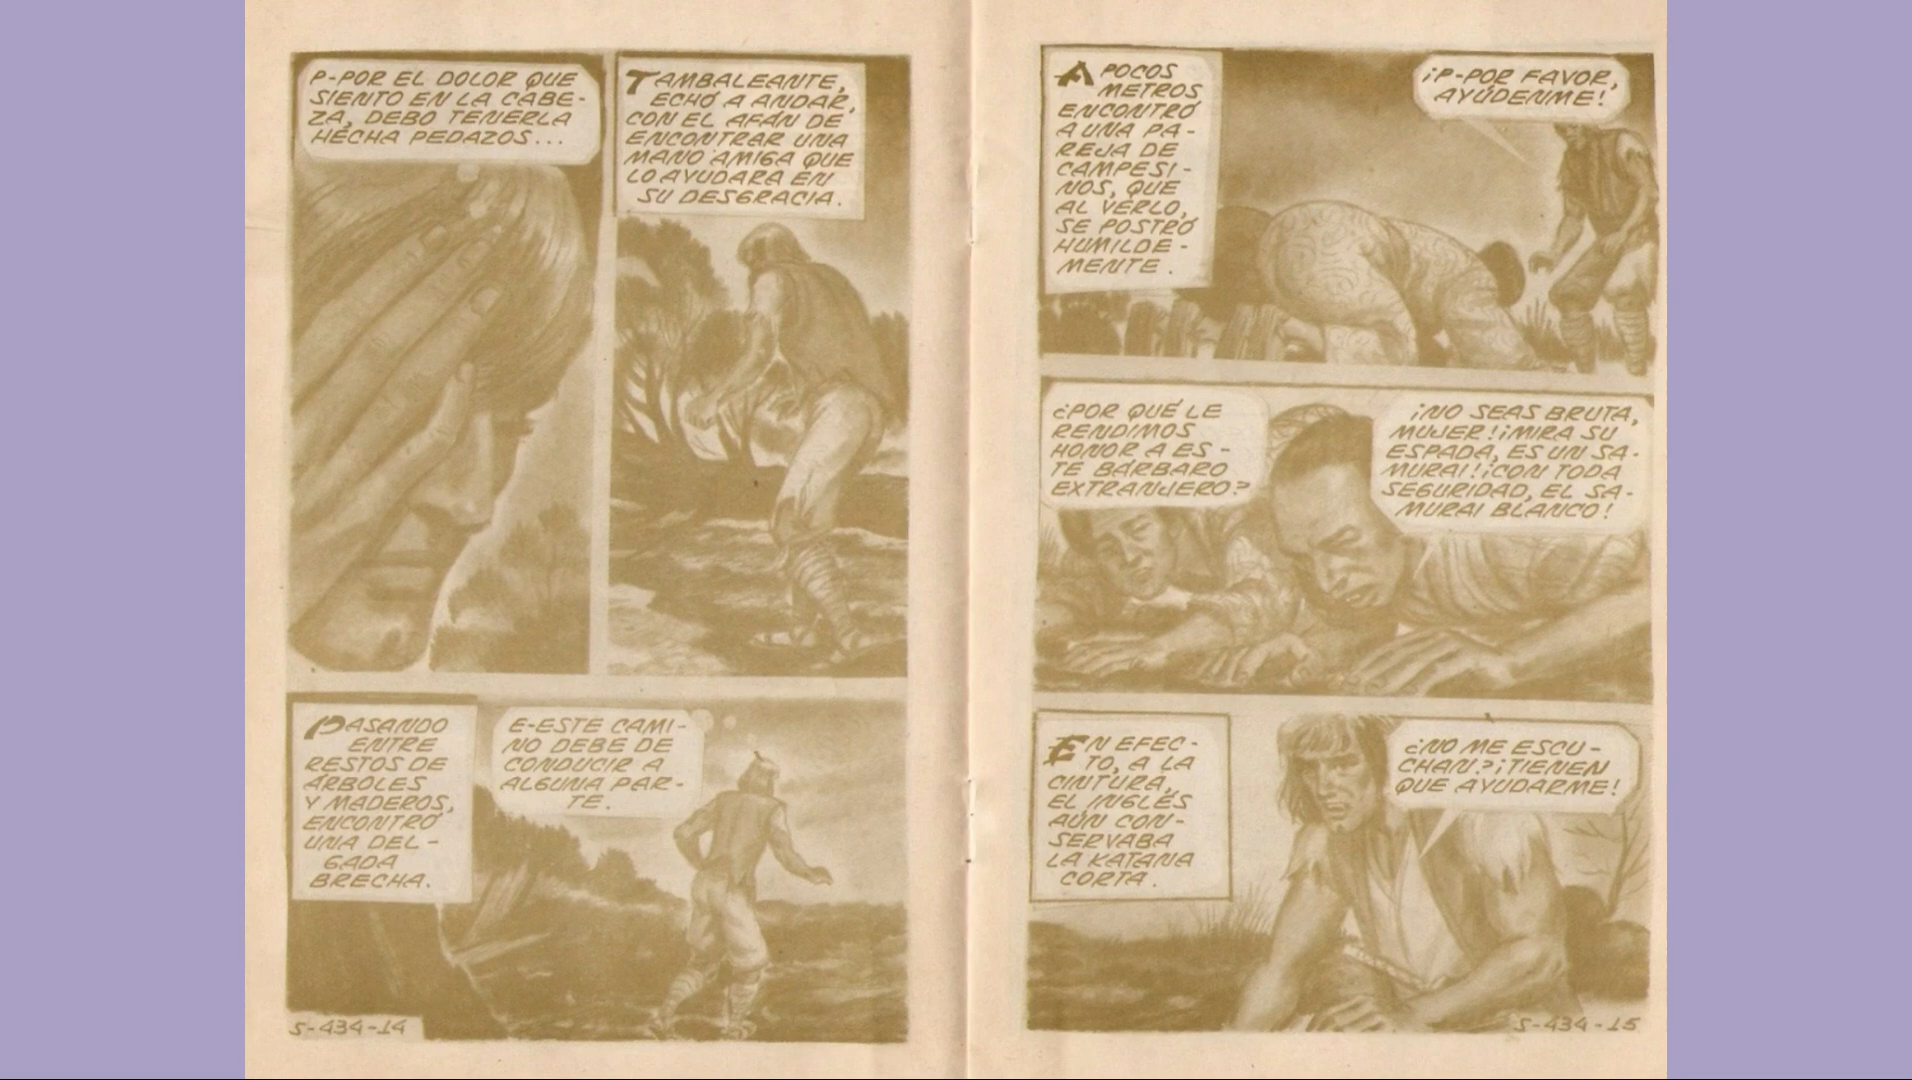 P-POR EL DOLOR QUE
SIENTO EN LA CABE-
ZA, DEBO TENERLA
HECHA PEDAZOS...
TAMBALEANTE,
ECHÓ A ANDAR,
CON EL AFÁN DE
ENCONTRAR UNA
MANO AMIGA QUE
LO AYUDARA EN
SU DESGRACIA.
PASANDO
ENTRE
RESTOS DE
ÁRBOLES
Y MADEROS,
ENCONTRÓ
UNA DEL-
GADA
BRECHA.
E-ESTE CAMI-
NO DEBE DE
CONDUCIR A
ALGUNA PAR-
TE.
S-434-14
A POCOS
METROS
ENCONTRÓ
A UNA PA-
REJA DE
CAMPESI-
NOS, QUE
AL VERLO,
SE POSTRÓ
HUMILDE-
MENTE.
¡P-POR FAVOR,
AYÚDENME!
¿POR QUÉ LE
RENDIMOS
HONOR A ES-
TE BÁRBARO
EXTRANJERO?
¡NO SEAS BRUTA,
MUJER! ¡MIRA SU
ESPADA, ES UN SA-
MURAI! ¡CON TODA
SEGURIDAD, EL SA-
MURAI BLANCO!
EN EFEC-
TO, A LA
CINTURA,
EL INGLÉS
AÚN CON-
SERVABA
LA KATANA
CORTA.
¿NO ME ESCU-
CHAN? ¡TIENEN
QUE AYUDARME!
S-434-15